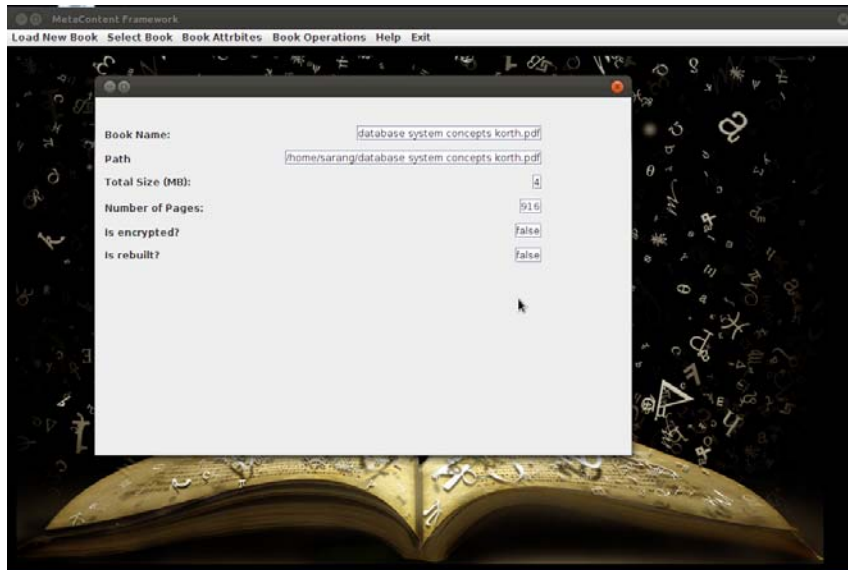 MetaContent Framework
Load New Book Select Book Book Attrbites Book Operations Help Exit
Book Name: database system concepts korth.pdf
Path /home/sarang/database system concepts korth.pdf
Total Size (MB): 4
Number of Pages: 916
Is encrypted? false
Is rebuilt? false